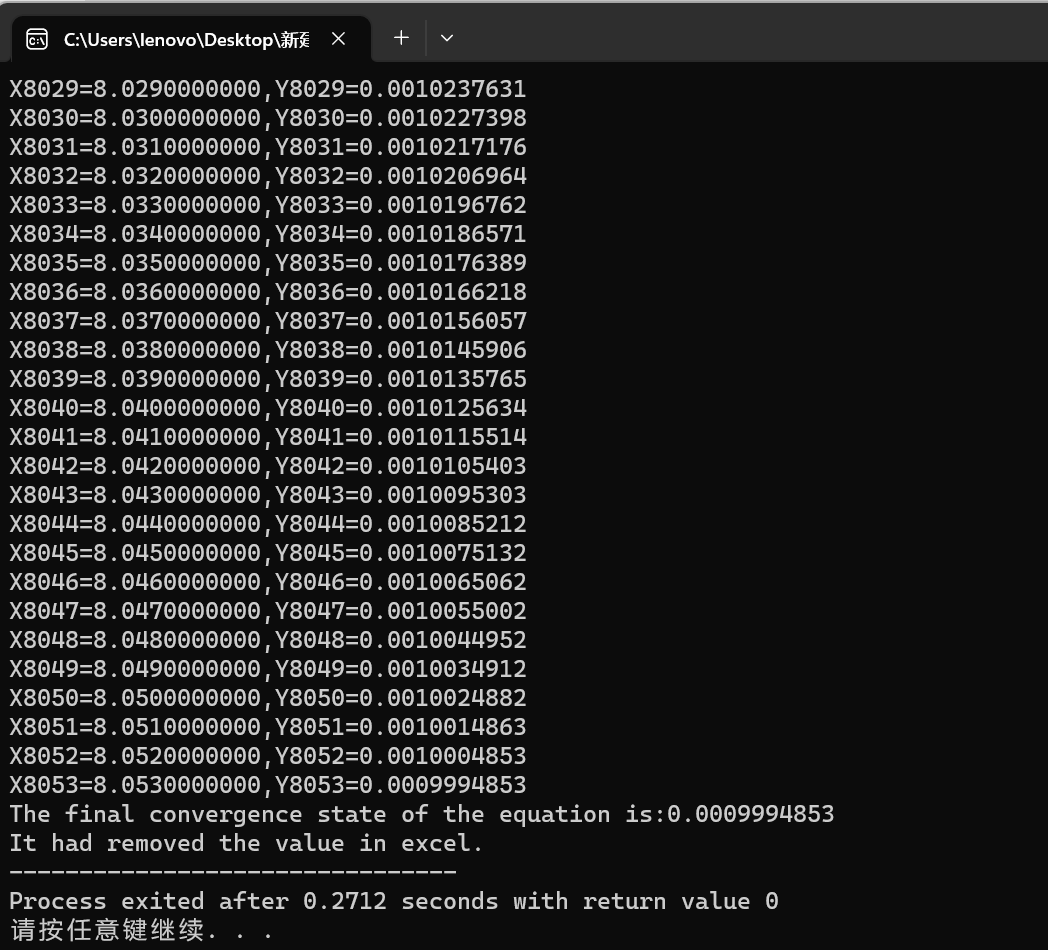 C:\Users\lenovo\Desktop\新建
X8029=8.0290000000,Y8029=0.0010237631
X8030=8.0300000000,Y8030=0.0010227398
X8031=8.0310000000,Y8031=0.0010217176
X8032=8.0320000000,Y8032=0.0010206964
X8033=8.0330000000,Y8033=0.0010196762
X8034=8.0340000000,Y8034=0.0010186571
X8035=8.0350000000,Y8035=0.0010176389
X8036=8.0360000000,Y8036=0.0010166218
X8037=8.0370000000,Y8037=0.0010156057
X8038=8.0380000000,Y8038=0.0010145906
X8039=8.0390000000,Y8039=0.0010135765
X8040=8.0400000000,Y8040=0.0010125634
X8041=8.0410000000,Y8041=0.0010115514
X8042=8.0420000000,Y8042=0.0010105403
X8043=8.0430000000,Y8043=0.0010095303
X8044=8.0440000000,Y8044=0.0010085212
X8045=8.0450000000,Y8045=0.0010075132
X8046=8.0460000000,Y8046=0.0010065062
X8047=8.0470000000,Y8047=0.0010055002
X8048=8.0480000000,Y8048=0.0010044952
X8049=8.0490000000,Y8049=0.0010034912
X8050=8.0500000000,Y8050=0.0010024882
X8051=8.0510000000,Y8051=0.0010014863
X8052=8.0520000000,Y8052=0.0010004853
X8053=8.0530000000,Y8053=0.0009994853
The final convergence state of the equation is:0.0009994853
It had removed the value in excel.
--------------------------------
Process exited after 0.2712 seconds with return value 0
请按任意键继续. . .